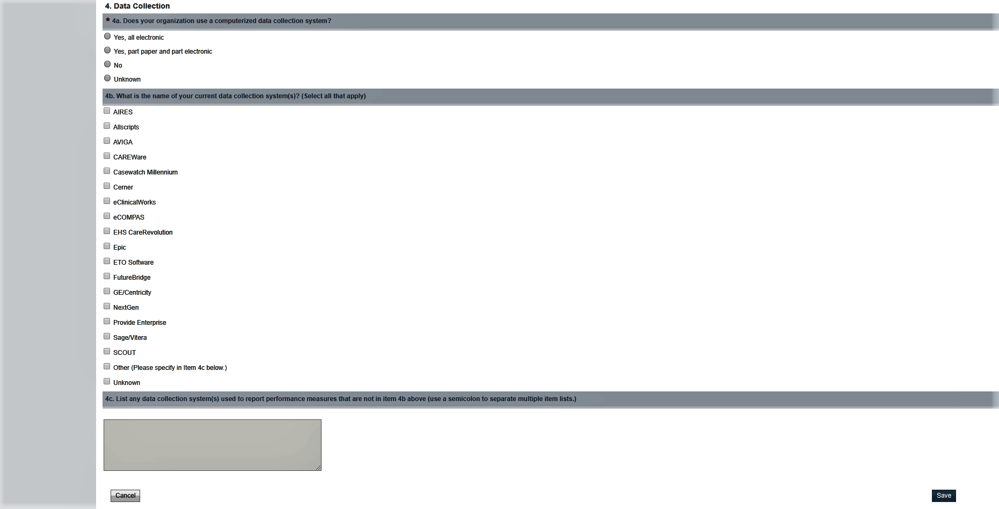 4. Data Collection
* 4a. Does your organization use a computerized data collection system?
Yes, all electronic
Yes, part paper and part electronic
No
Unknown
4b. What is the name of your current data collection system(s)? (Select all that apply)
AIRES
Allscripts
AVIGA
CAREWare
Casewatch Millennium
Cerner
eClinicalWorks
eCOMPAS
EHS CareRevolution
Epic
ETO Software
FutureBridge
GE/Centricity
NextGen
Provide Enterprise
Sage/Vitera
SCOUT
Other (Please specify in Item 4c below.)
Unknown
4c. List any data collection system(s) used to report performance measures that are not in item 4b above (use a semicolon to separate multiple item lists.)
Cancel
Save